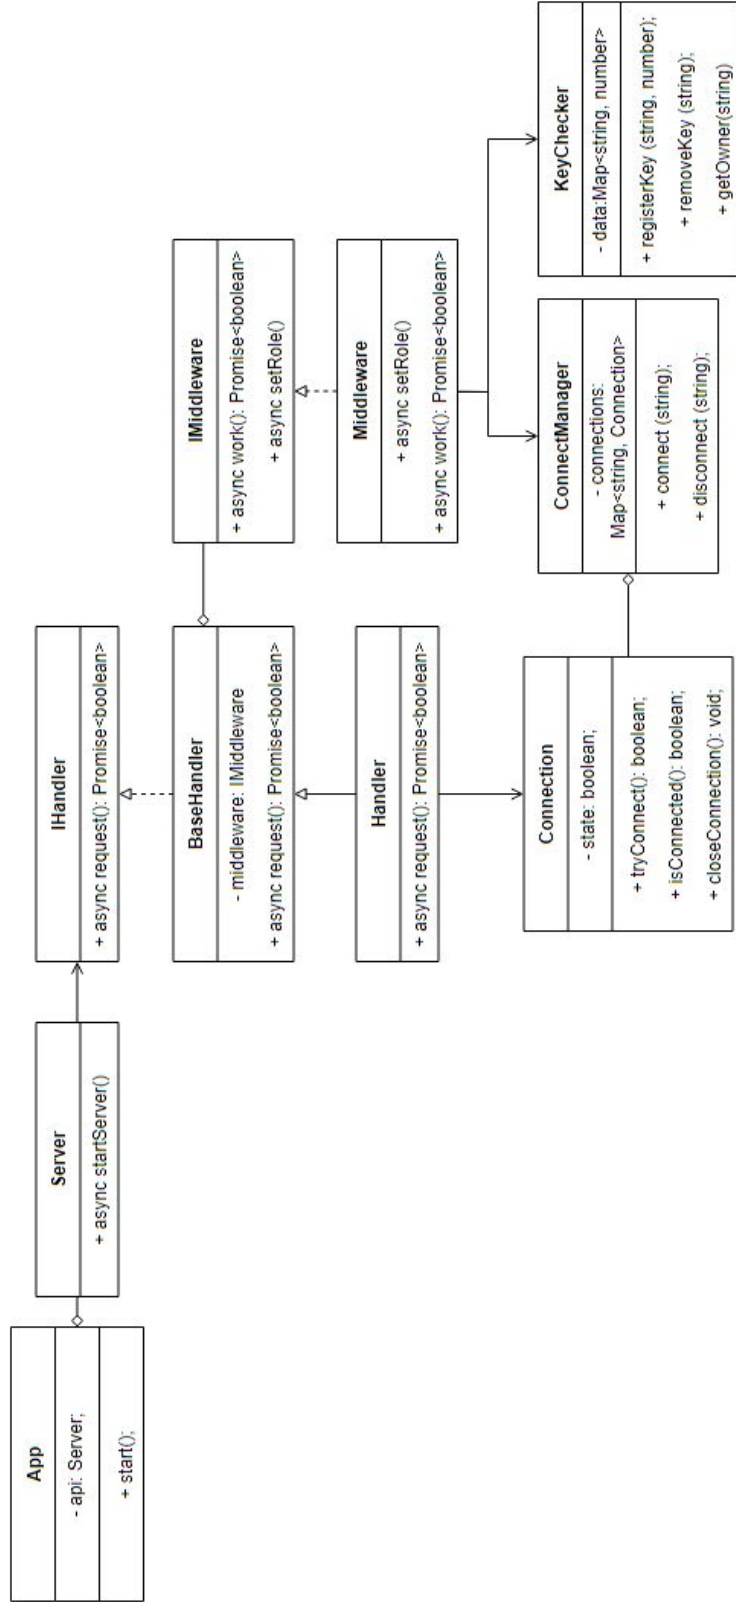 App
- api: Server;
+ start();
Server
+ async startServer()
IHandler
+ async request(): Promise<boolean>
BaseHandler
- middleware: IMiddleware
+ async request(): Promise<boolean>
Handler
+ async request(): Promise<boolean>
Connection
- state: boolean;
+ tryConnect(): boolean;
+ isConnected(): boolean;
+ closeConnection(): void;
IMiddleware
+ async work(): Promise<boolean>
+ async setRole()
Middleware
+ async setRole()
+ async work(): Promise<boolean>
ConnectManager
- connections:
Map<string, Connection>
+ connect (string);
+ disconnect (string);
KeyChecker
- data:Map<string, number>
+ registerKey (string, number);
+ removeKey (string);
+ getOwner(string)